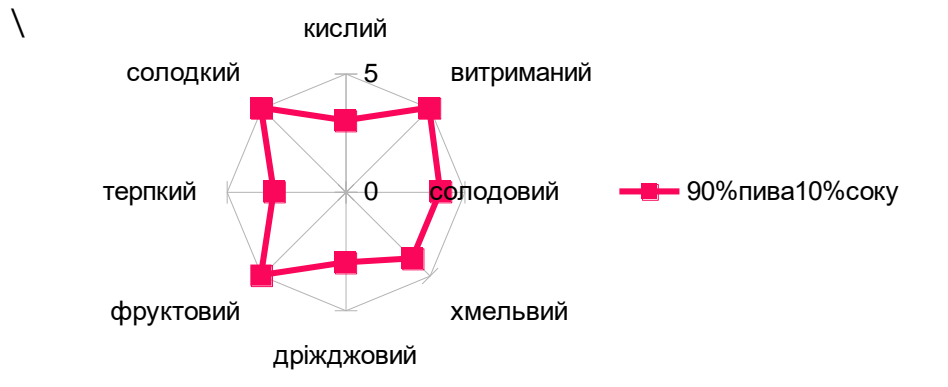 \
кислий
солодкий
5
витриманий
терпкий
0
солодовий
90%пива10%соку
фруктовий
хмельвий
дріжджовий